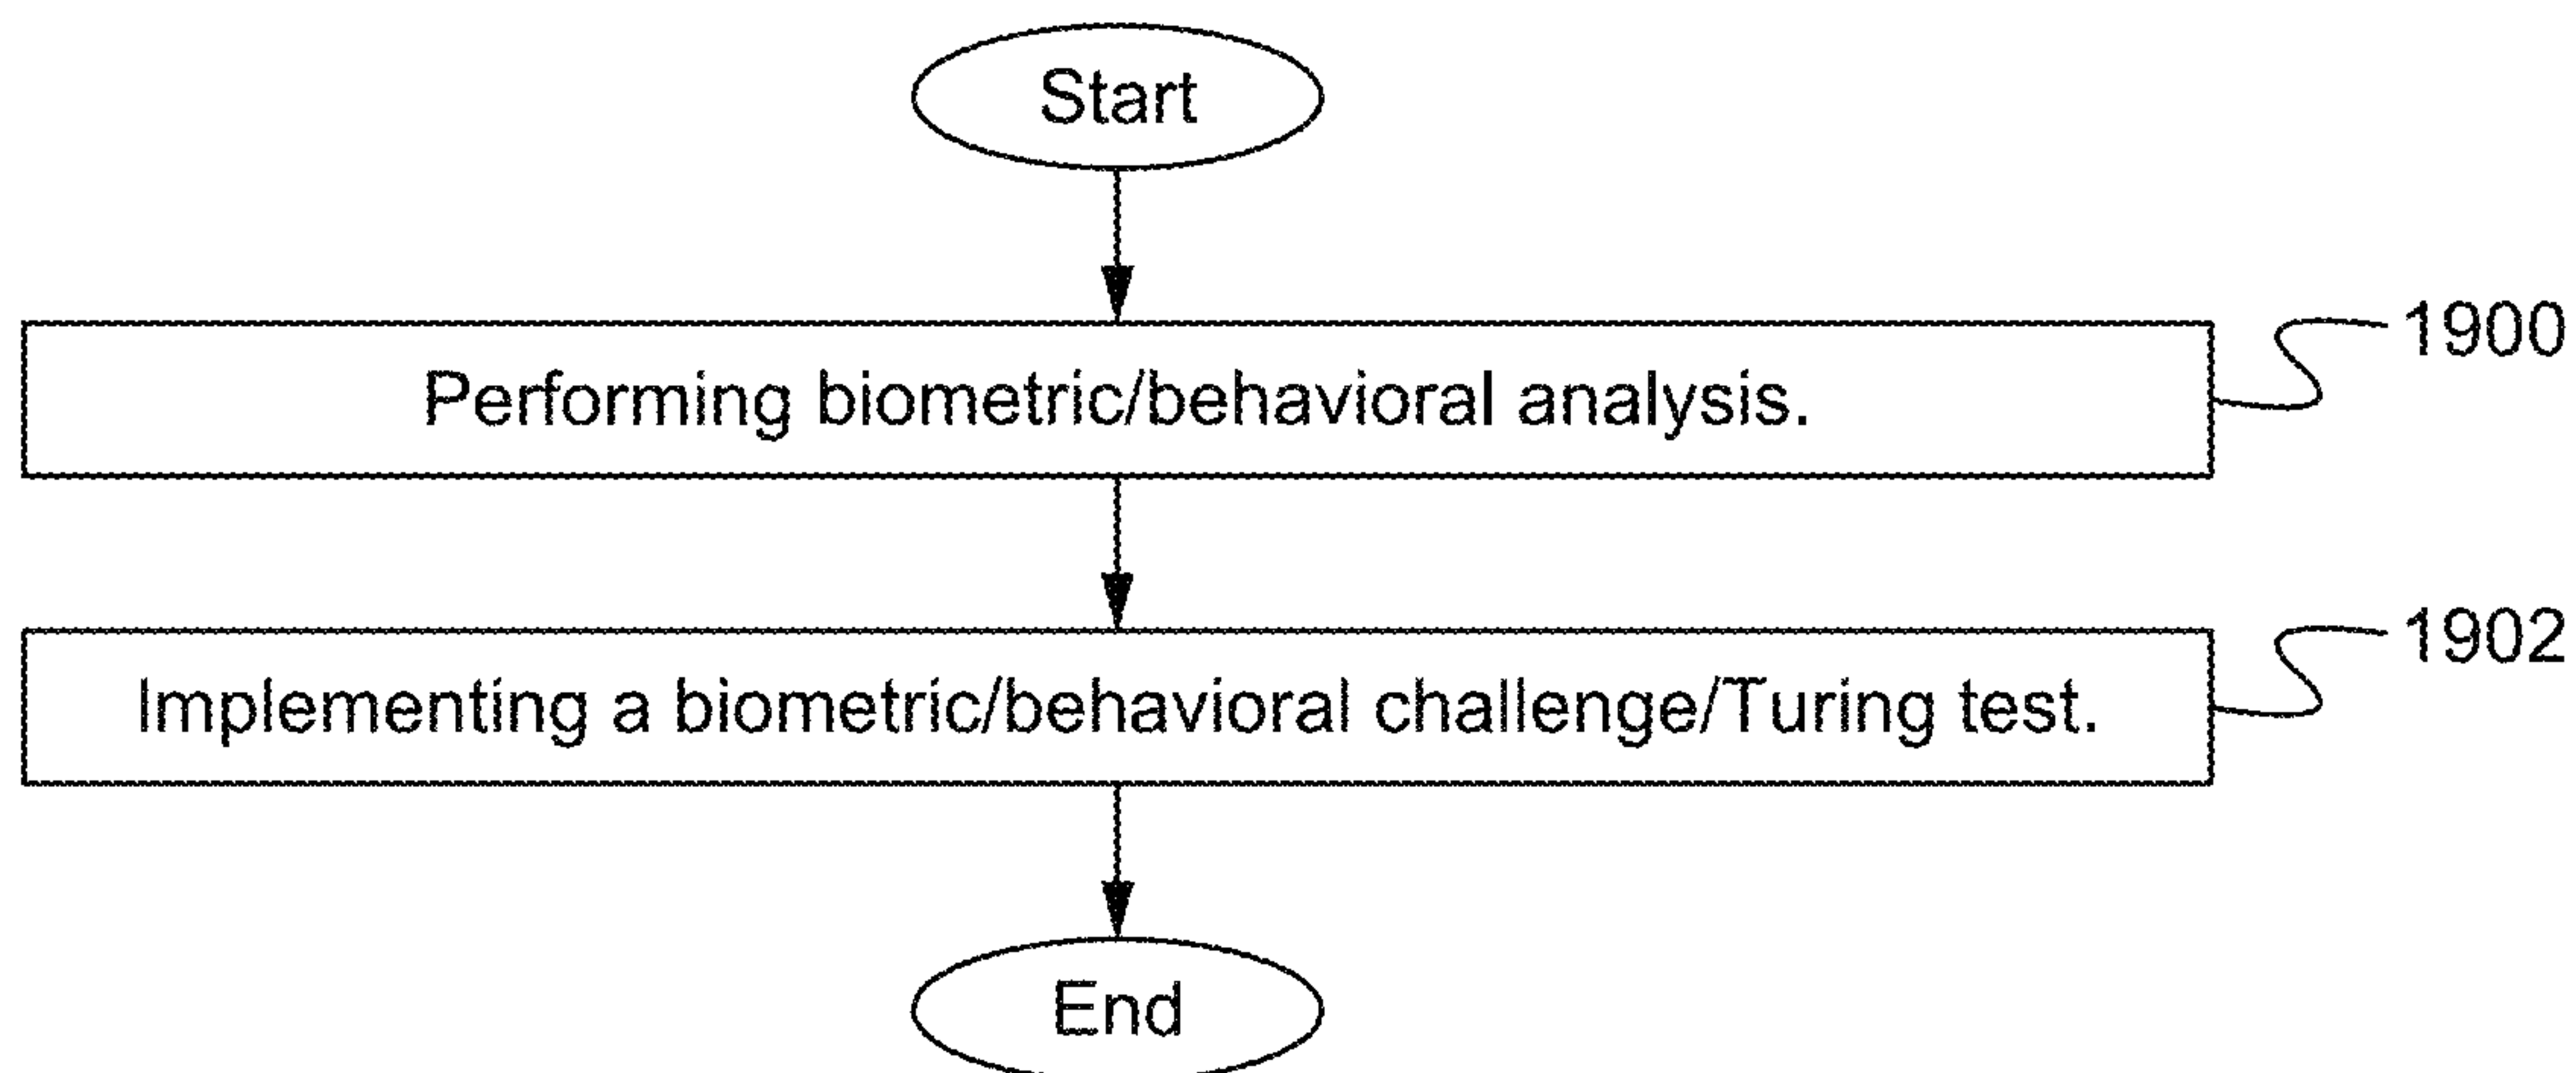 Start
Performing biometric/behavioral analysis.
1900
Implementing a biometric/behavioral challenge/Turing test.
1902
End